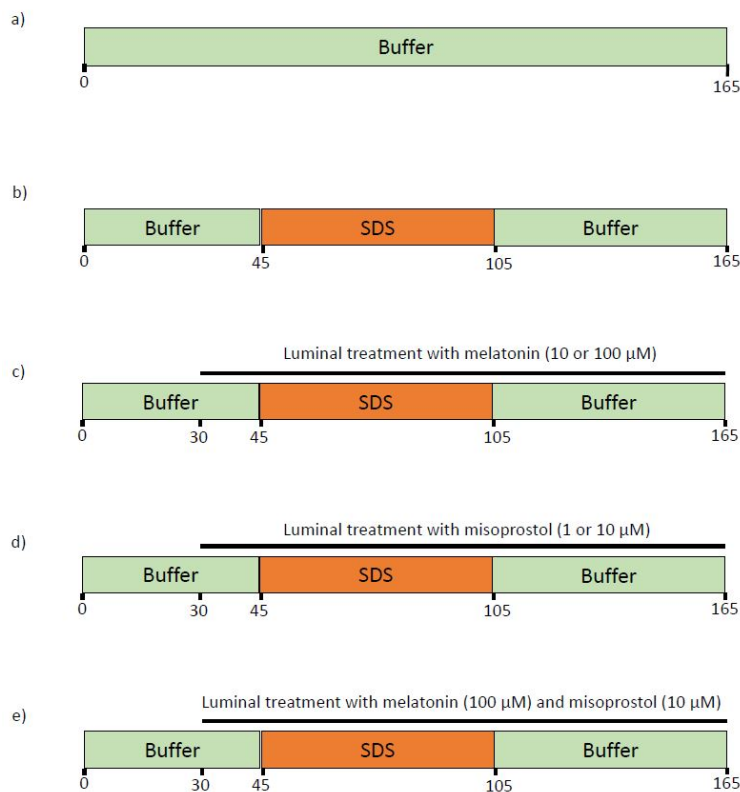 a)
Buffer
0 165
b)
Buffer SDS Buffer
0 45 105 165
Luminal treatment with melatonin (10 or 100 µM)
c)
Buffer SDS Buffer
0 30 45 105 165
Luminal treatment with misoprostol (1 or 10 µM)
d)
Buffer SDS Buffer
0 30 45 105 165
Luminal treatment with melatonin (100 µM) and misoprostol (10 µM)
e)
Buffer SDS Buffer
0 30 45 105 165